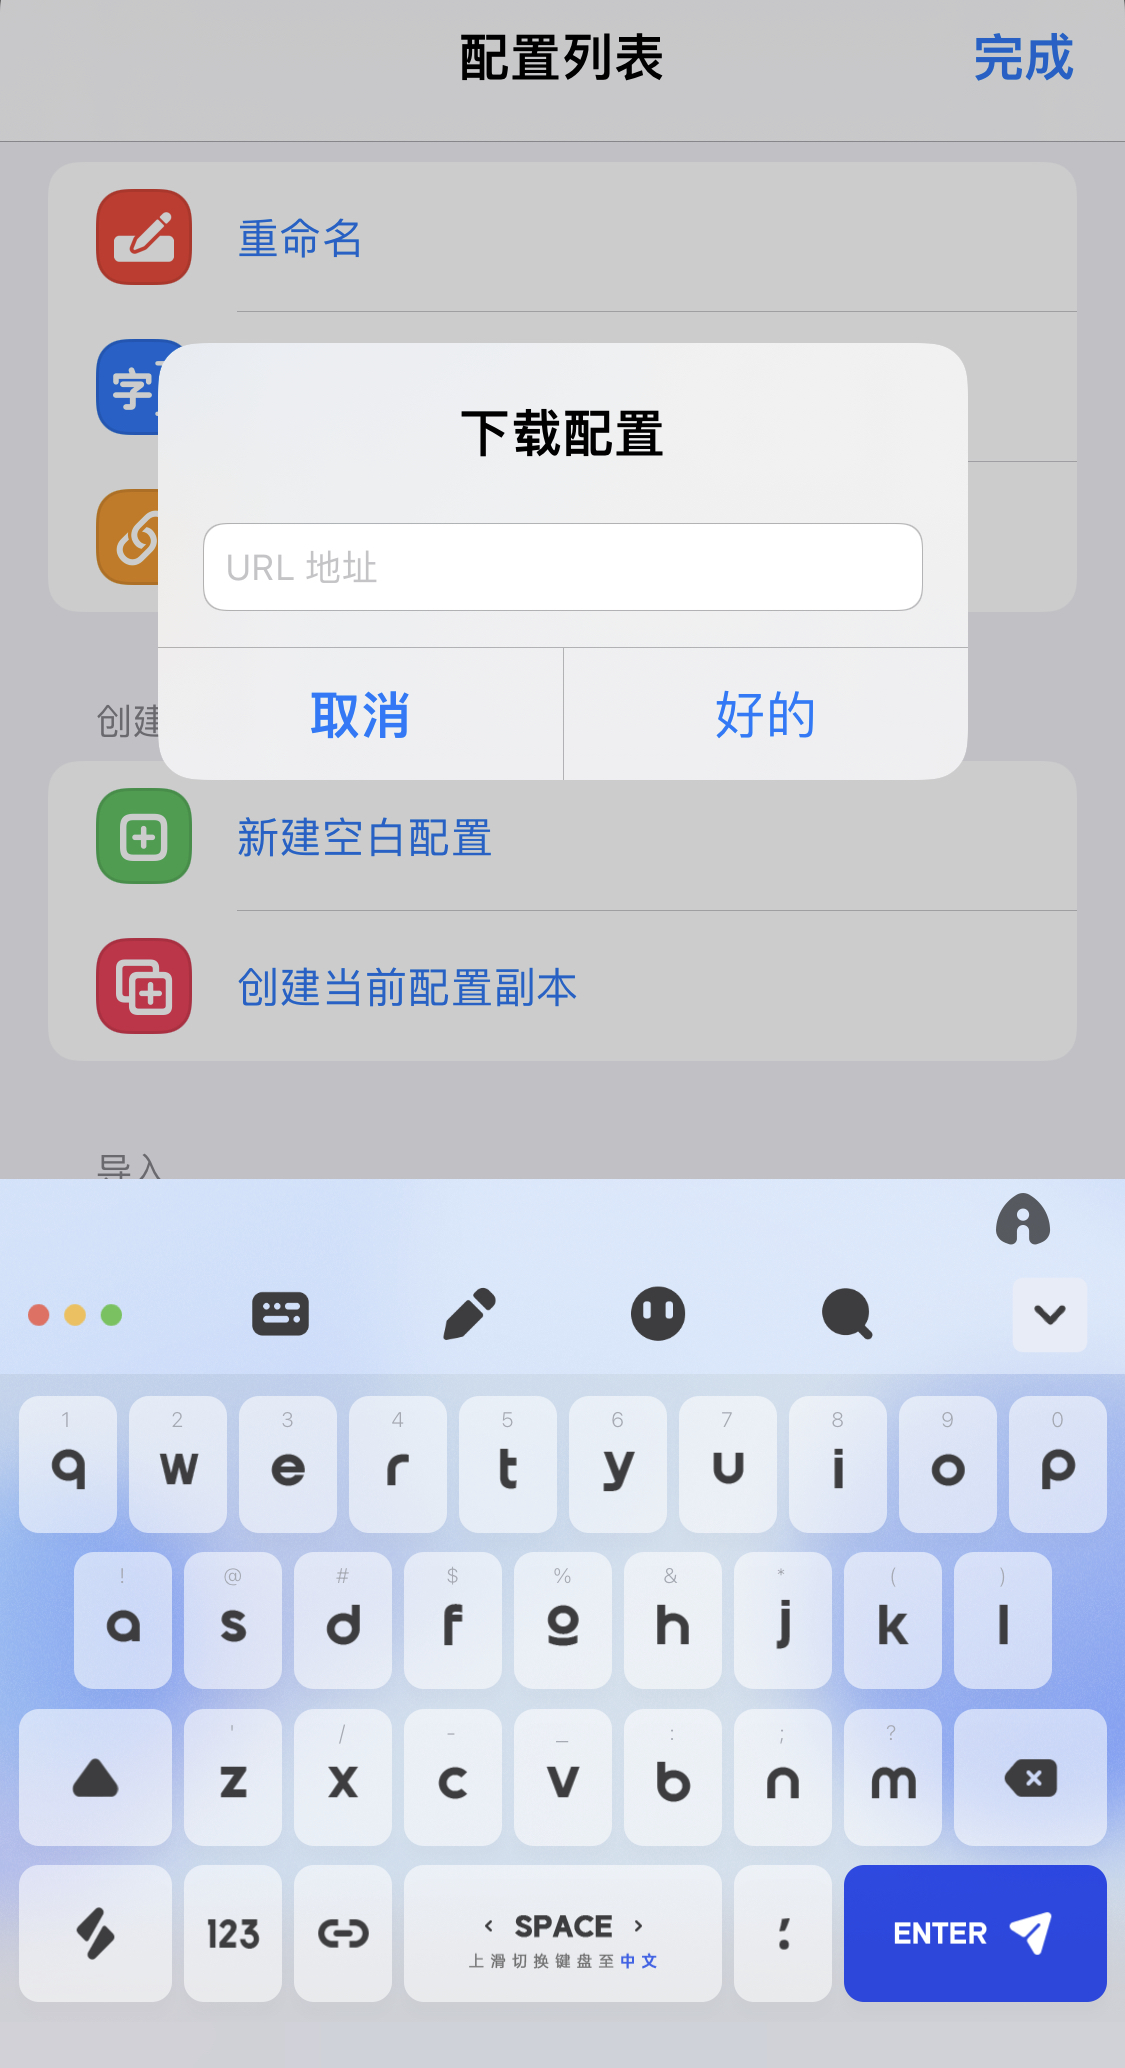 配置列表
完成
重命名
字
下载配置
URL 地址
取消
好的
创建
新建空白配置
创建当前配置副本
导入
1 2 3 4 5 6 7 8 9 0
q w e r t y u i o p
! @ # $ % & * ( )
a s d f g h j k l
' / - _ : ; ?
z x c v b n m
123
‹ SPACE ›
上滑切换键盘至中文
ENTER